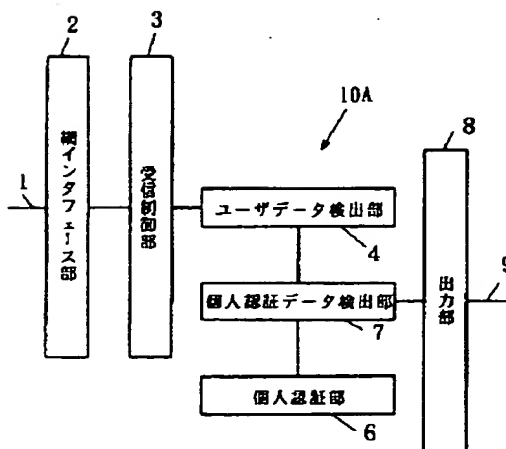 2
3
10A
8
1
網インタフェース部
受信制御部
ユーザデータ検出部
4
個人認証データ検出部
7
個人認証部
6
出力部
9